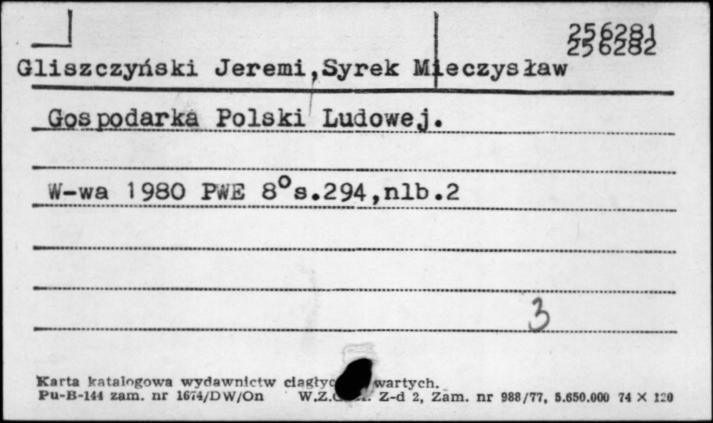 256281
256282
Gliszczyński Jeremi,Syrek Mieczysław
Gospodarka Polski Ludowej.
W-wa 1980 PWE 8° s.294,nlb.2
3
Karta katalogowa wydawnictw wartych.
Pu-B-144 zam. nr 1674/DW/On Z-d 2, Zam. nr 988/77, 5.650.000 74 X 120